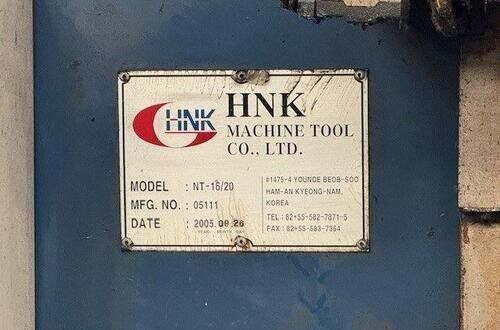 HNK
HNK
MACHINE TOOL
CO., LTD.
MODEL : NT-16/20
MFG. NO. : 05111
DATE : 2005.09.26
YEAR MONTH DAY
#1475-4 YOUNOE BEOB-SOO
HAM-AN KYEONG-NAM,
KOREA
TEL : 82+55-582-7871~5
FAX : 82+55-583-7354